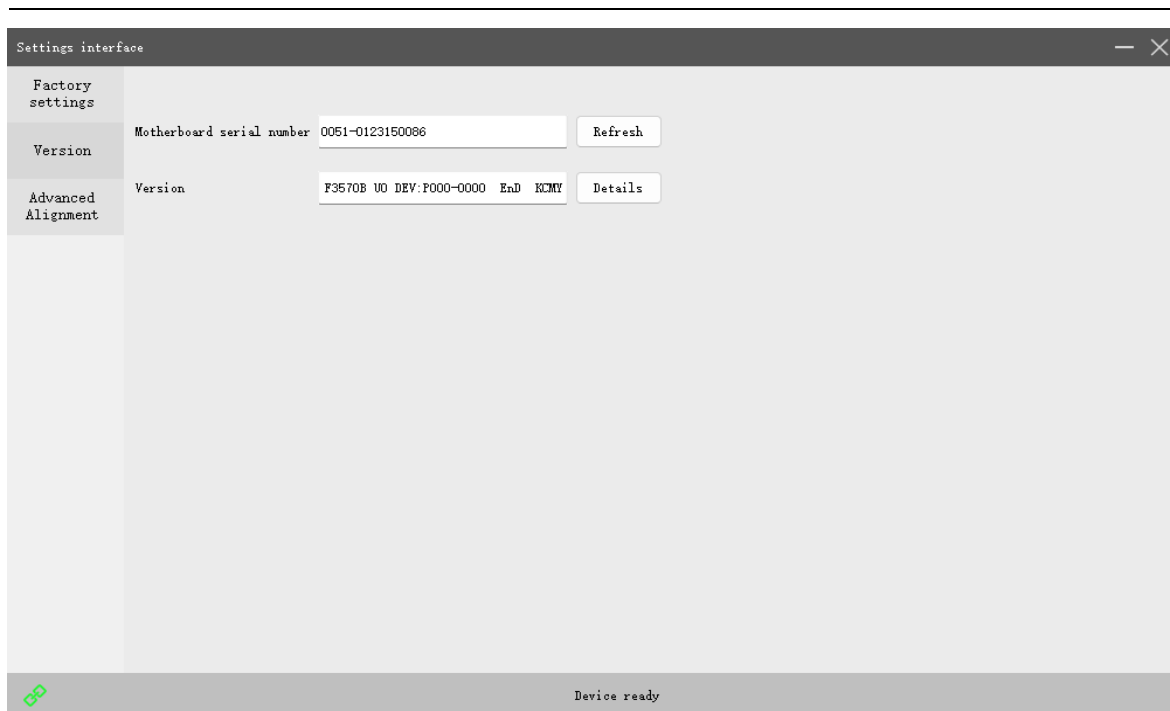 Settings interface
Factory
settings
Version
Advanced
Alignment
Motherboard serial number 0051-0123150086 Refresh
Version F3570B U0 DEV:P000-0000 EnD KCMY Details
Device ready